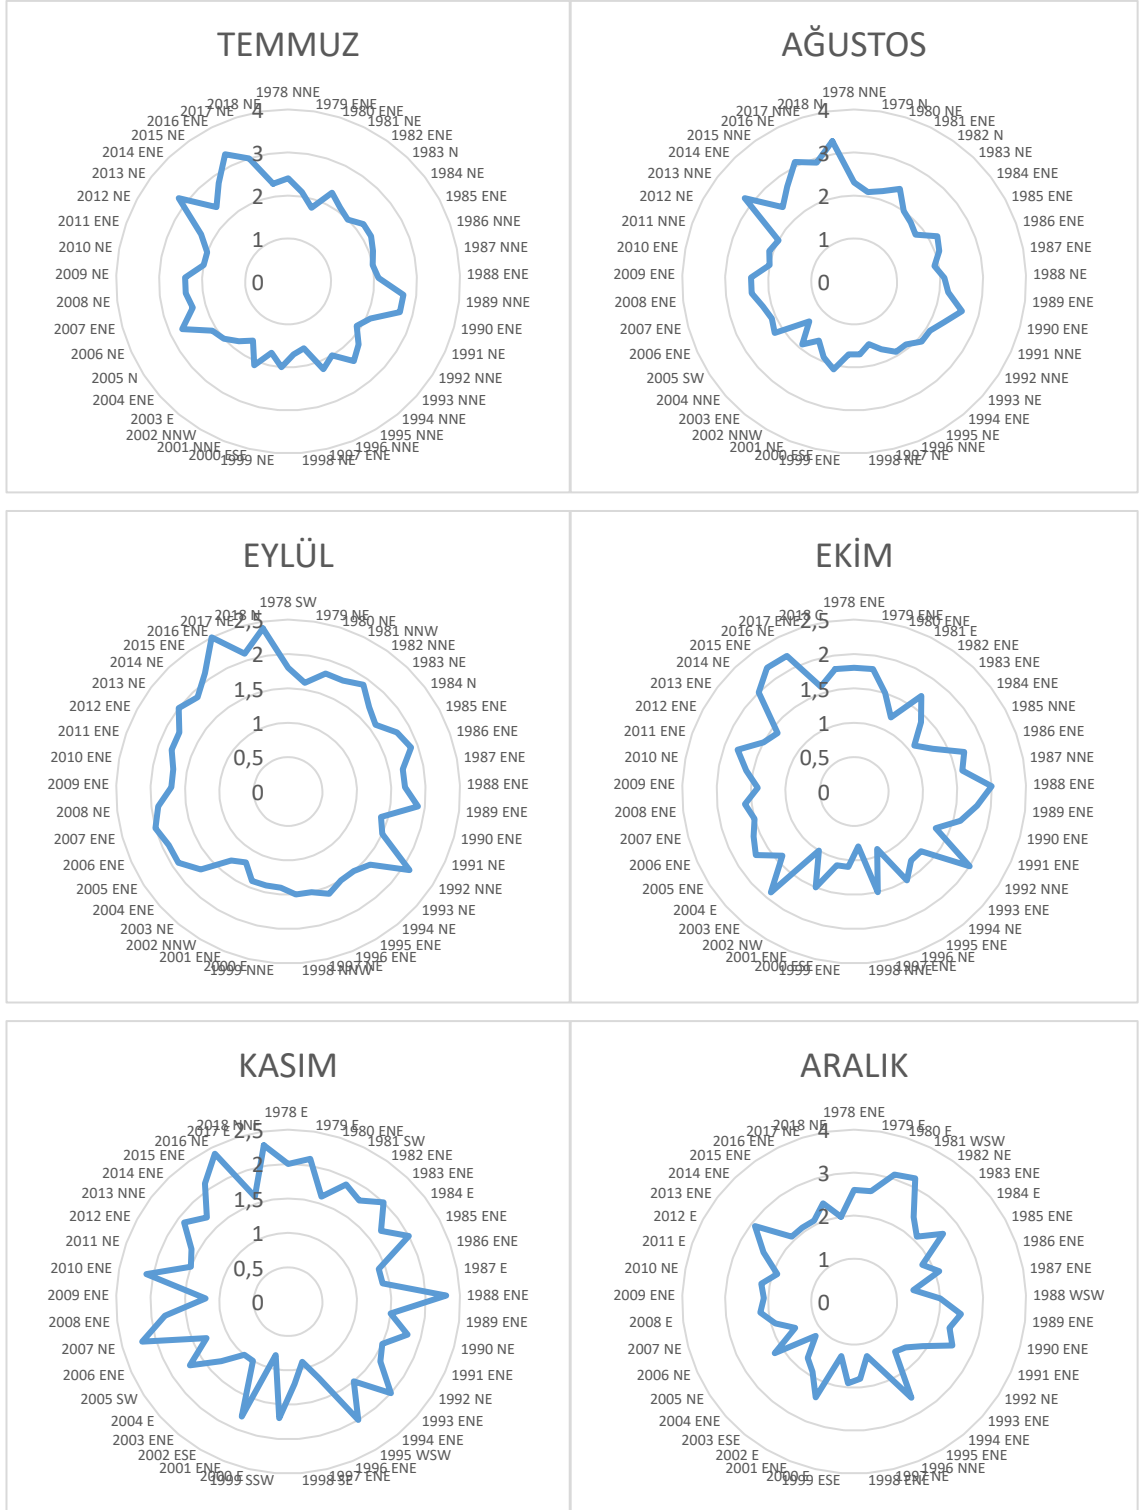 TEMMUZ
1978 NNE
1979 ENE
1980 ENE
1981 NE
1982 ENE
1983 N
1984 NE
1985 ENE
1986 NNE
1987 NNE
1988 ENE
1989 NNE
1990 ENE
1991 NE
1992 NNE
1993 NNE
1994 NNE
1995 NNE
1996 NNE
1997 ENE
1998 NE
1999 NE
2000 ESE
2001 NNE
2002 NNW
2003 E
2004 ENE
2005 N
2006 NE
2007 ENE
2008 NE
2009 NE
2010 NE
2011 ENE
2012 NE
2013 NE
2014 ENE
2015 NE
2016 ENE
2017 NE
2018 NE
4
3
2
1
0
AĞUSTOS
1978 NNE
1979 N
1980 NE
1981 ENE
1982 N
1983 NE
1984 NE
1985 ENE
1986 ENE
1987 ENE
1988 NE
1989 ENE
1990 ENE
1991 NNE
1992 NNE
1993 NE
1994 ENE
1995 NE
1996 NNE
1997 NE
1998 NE
1999 ENE
2000 ESE
2001 NE
2002 NNW
2003 ENE
2004 NNE
2005 SW
2006 ENE
2007 ENE
2008 ENE
2009 ENE
2010 ENE
2011 NNE
2012 NE
2013 NNE
2014 ENE
2015 NNE
2016 NE
2017 NNE
2018 N
4
3
2
1
0
EYLÜL
1978 SW
1979 NE
1980 NE
1981 NNW
1982 NNE
1983 NE
1984 N
1985 ENE
1986 ENE
1987 ENE
1988 ENE
1989 ENE
1990 ENE
1991 NE
1992 NNE
1993 NE
1994 NE
1995 ENE
1996 ENE
1997 NE
1998 NNW
1999 NNE
2000 E
2001 ENE
2002 NNW
2003 NE
2004 ENE
2005 ENE
2006 ENE
2007 ENE
2008 NE
2009 ENE
2010 ENE
2011 ENE
2012 ENE
2013 NE
2014 NE
2015 ENE
2016 ENE
2017 NE
2018 N
2,5
2
1,5
1
0,5
0
EKİM
1978 ENE
1979 ENE
1980 ENE
1981 E
1982 ENE
1983 ENE
1984 ENE
1985 NNE
1986 ENE
1987 NNE
1988 ENE
1989 ENE
1990 ENE
1991 ENE
1992 NNE
1993 ENE
1994 NE
1995 ENE
1996 NE
1997 ENE
1998 NNE
1999 ENE
2000 ESE
2001 ENE
2002 NW
2003 ENE
2004 E
2005 ENE
2006 ENE
2007 ENE
2008 ENE
2009 ENE
2010 NE
2011 ENE
2012 ENE
2013 ENE
2014 NE
2015 ENE
2016 NE
2017 ENE
2018 C
2,5
2
1,5
1
0,5
0
KASIM
1978 E
1979 E
1980 ENE
1981 SW
1982 ENE
1983 ENE
1984 E
1985 ENE
1986 ENE
1987 E
1988 ENE
1989 ENE
1990 NE
1991 ENE
1992 NE
1993 ENE
1994 ENE
1995 WSW
1996 ENE
1997 ENE
1998 SE
1999 SSW
2000 E
2001 ENE
2002 ESE
2003 ENE
2004 E
2005 SW
2006 ENE
2007 NE
2008 ENE
2009 ENE
2010 ENE
2011 NE
2012 ENE
2013 NNE
2014 ENE
2015 ENE
2016 NE
2017 E
2018 NNE
2,5
2
1,5
1
0,5
0
ARALIK
1978 ENE
1979 E
1980 E
1981 WSW
1982 NE
1983 ENE
1984 E
1985 ENE
1986 ENE
1987 ENE
1988 WSW
1989 ENE
1990 ENE
1991 ENE
1992 NE
1993 ENE
1994 ENE
1995 ENE
1996 NNE
1997 NE
1998 ENE
1999 ESE
2000 E
2001 ENE
2002 E
2003 ESE
2004 ENE
2005 NE
2006 NE
2007 NE
2008 E
2009 ENE
2010 NE
2011 E
2012 E
2013 ENE
2014 ENE
2015 ENE
2016 ENE
2017 NE
2018 NE
4
3
2
1
0